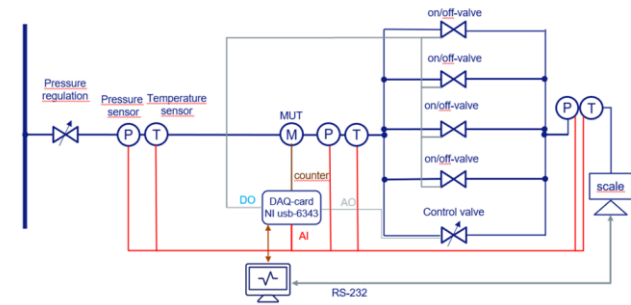 on/off-valve
on/off-valve
Pressure
regulation
Pressure
sensor
Temperature
sensor
MUT
on/off-valve
P
T
M
P
T
P
T
on/off-valve
counter
DO
DAQ-card
NI usb-6343
AO
AI
Control valve
scale
RS-232